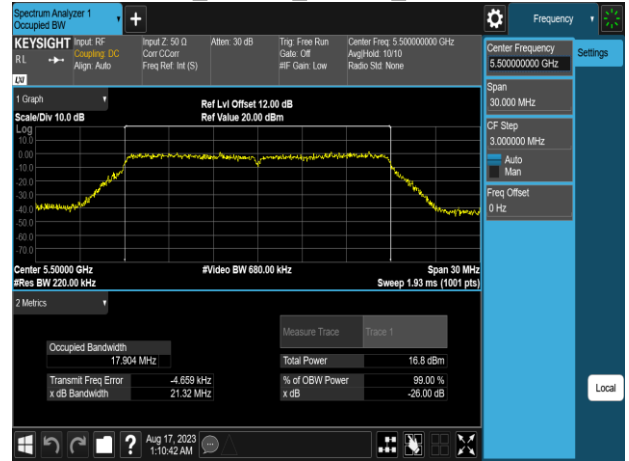 Spectrum Analyzer 1
Occupied BW
+
Frequency
KEYSIGHT
RL
LXI
Input: RF
Coupling: DC
Align: Auto
Input Z: 50 Ω
Corr CCorr
Freq Ref: Int (S)
Atten: 30 dB
Trig: Free Run
Gate: Off
#IF Gain: Low
Center Freq: 5.500000000 GHz
Avg|Hold: 10/10
Radio Std: None
Center Frequency
5.500000000 GHz
Settings
Span
30.000 MHz
CF Step
3.000000 MHz
Auto
Man
Freq Offset
0 Hz
Local
1 Graph
Scale/Div 10.0 dB
Ref Lvl Offset 12.00 dB
Ref Value 20.00 dBm
Log
10.0
0.00
-10.0
-20.0
-30.0
-40.0
-50.0
-60.0
-70.0
Center 5.50000 GHz
#Res BW 220.00 kHz
#Video BW 680.00 kHz
Span 30 MHz
Sweep 1.93 ms (1001 pts)
2 Metrics
Measure Trace Trace 1
Occupied Bandwidth
17.904 MHz
Total Power 16.8 dBm
Transmit Freq Error -4.659 kHz
% of OBW Power 99.00 %
x dB Bandwidth 21.32 MHz
x dB -26.00 dB
?
Aug 17, 2023
1:10:42 AM